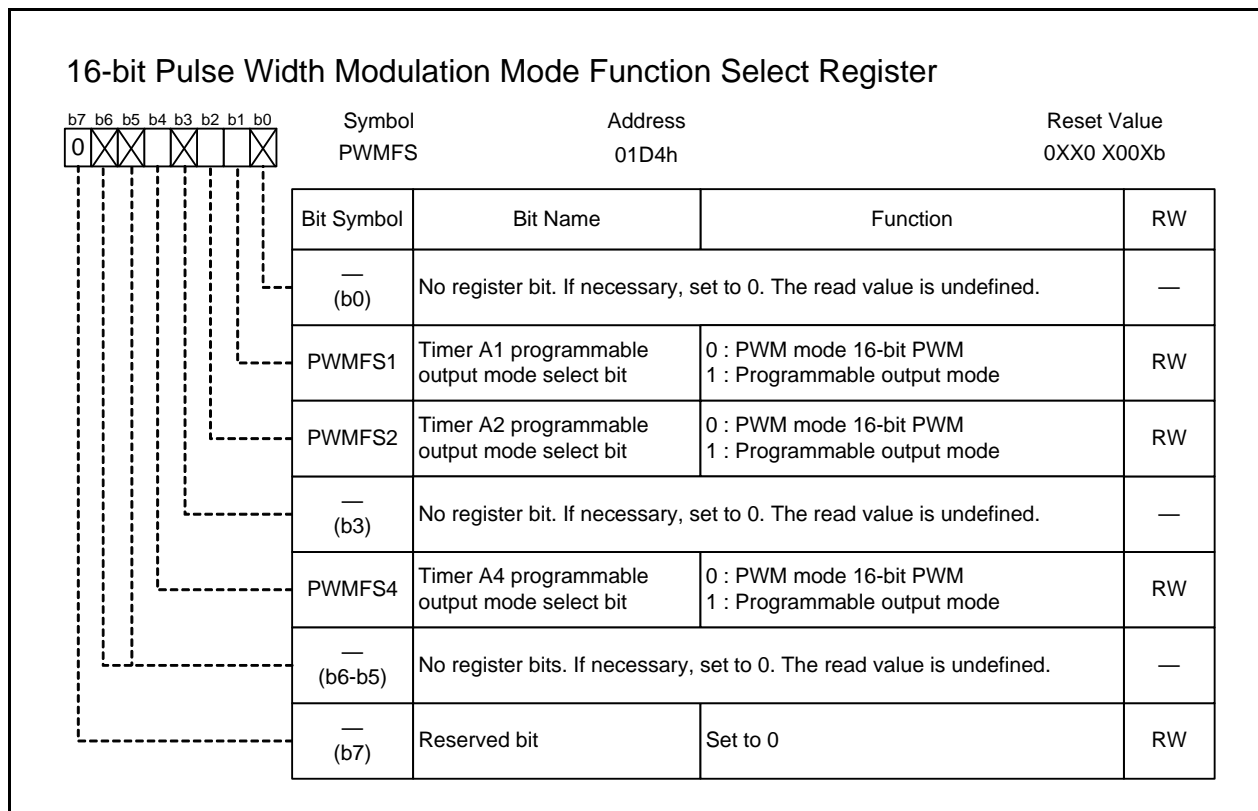 16-bit Pulse Width Modulation Mode Function Select Register
b7 b6 b5 b4 b3 b2 b1 b0
0
Symbol Address Reset Value
PWMFS 01D4h 0XX0 X00Xb
Bit Symbol Bit Name Function RW
—
(b0)
No register bit. If necessary, set to 0. The read value is undefined.
—
PWMFS1
Timer A1 programmable
output mode select bit
0 : PWM mode 16-bit PWM
1 : Programmable output mode
RW
PWMFS2
Timer A2 programmable
output mode select bit
0 : PWM mode 16-bit PWM
1 : Programmable output mode
RW
—
(b3)
No register bit. If necessary, set to 0. The read value is undefined.
—
PWMFS4
Timer A4 programmable
output mode select bit
0 : PWM mode 16-bit PWM
1 : Programmable output mode
RW
—
(b6-b5)
No register bits. If necessary, set to 0. The read value is undefined.
—
—
(b7)
Reserved bit
Set to 0
RW